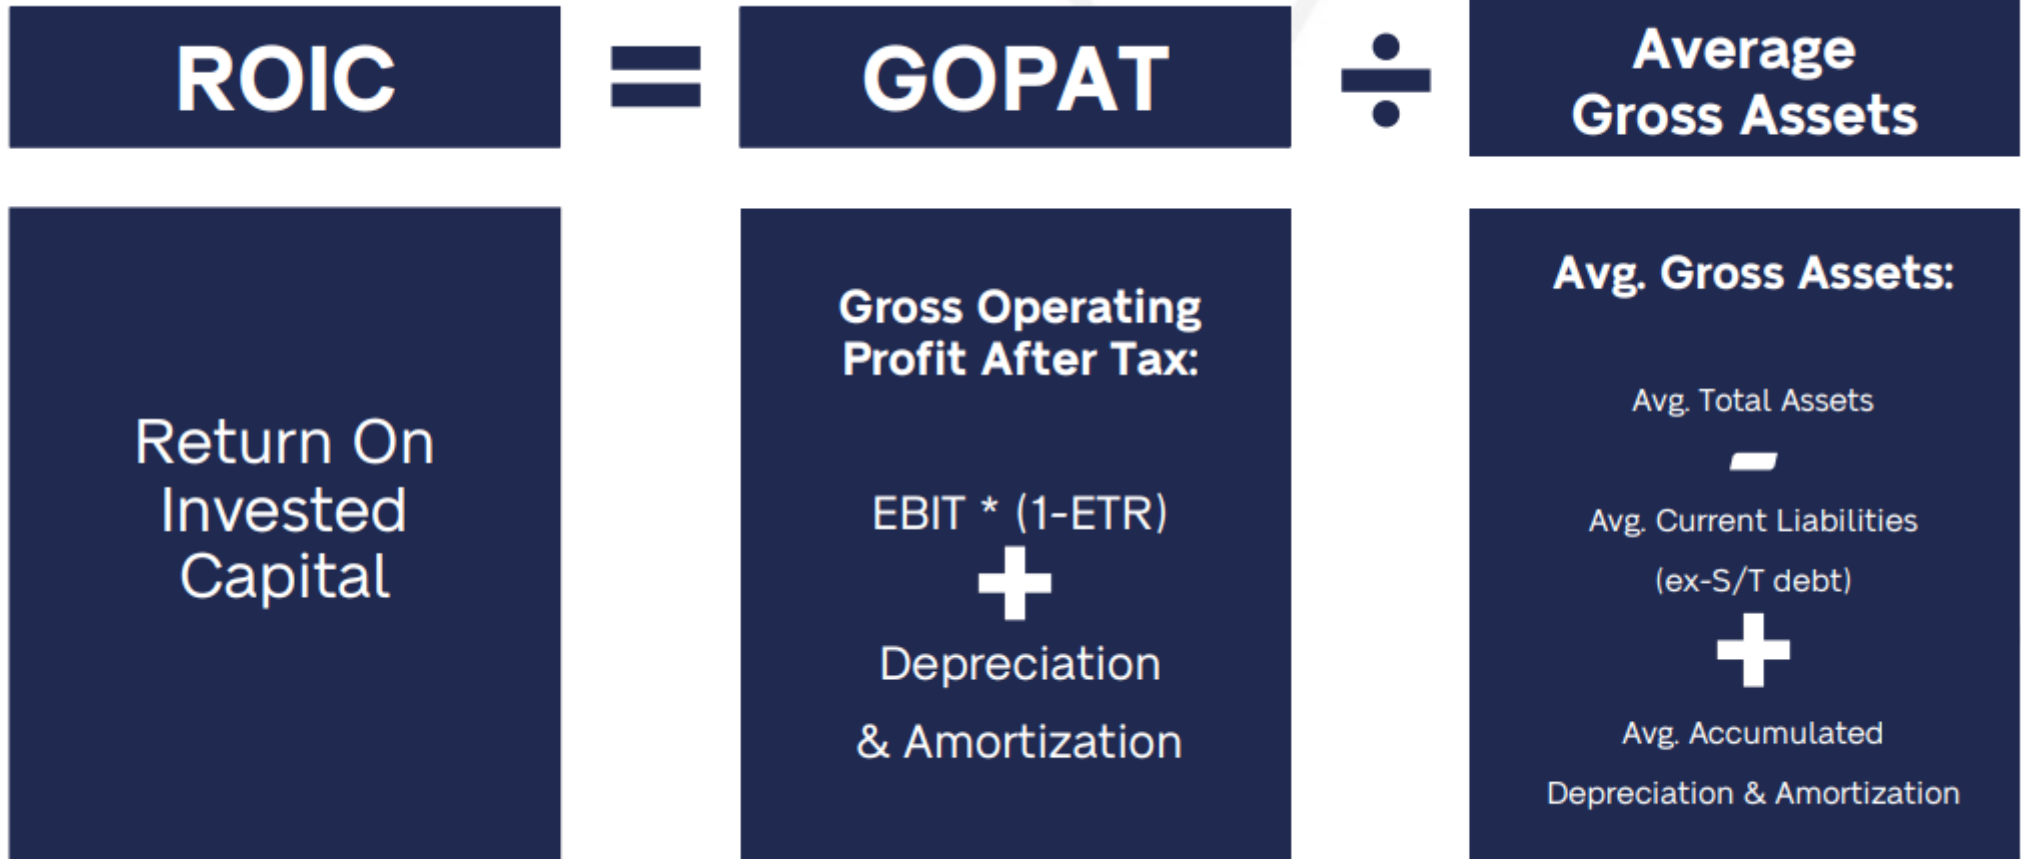 ROIC
=
GOPAT
÷
Average
Gross Assets
Return On
Invested
Capital
Gross Operating
Profit After Tax:
EBIT * (1-ETR)
+
Depreciation
& Amortization
Avg. Gross Assets:
Avg. Total Assets
-
Avg. Current Liabilities
(ex-S/T debt)
+
Avg. Accumulated
Depreciation & Amortization